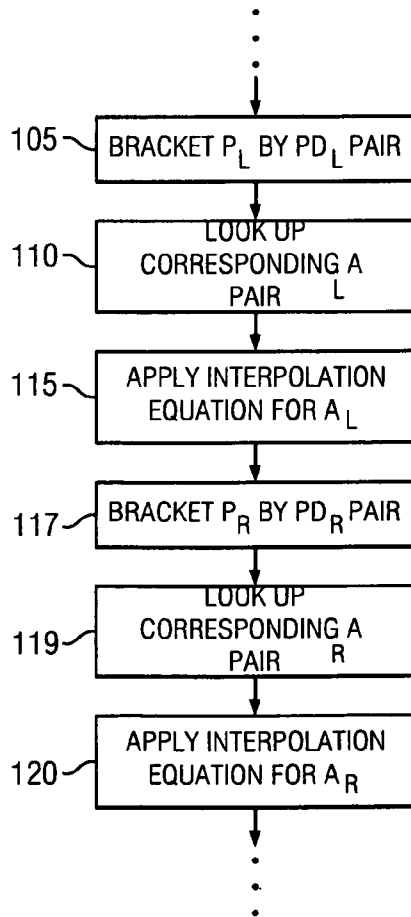 105
BRACKET P_L BY PD_L PAIR
110
LOOK UP
CORRESPONDING A_L
PAIR
115
APPLY INTERPOLATION
EQUATION FOR A_L
117
BRACKET P_R BY PD_R PAIR
119
LOOK UP
CORRESPONDING A_R
PAIR
120
APPLY INTERPOLATION
EQUATION FOR A_R